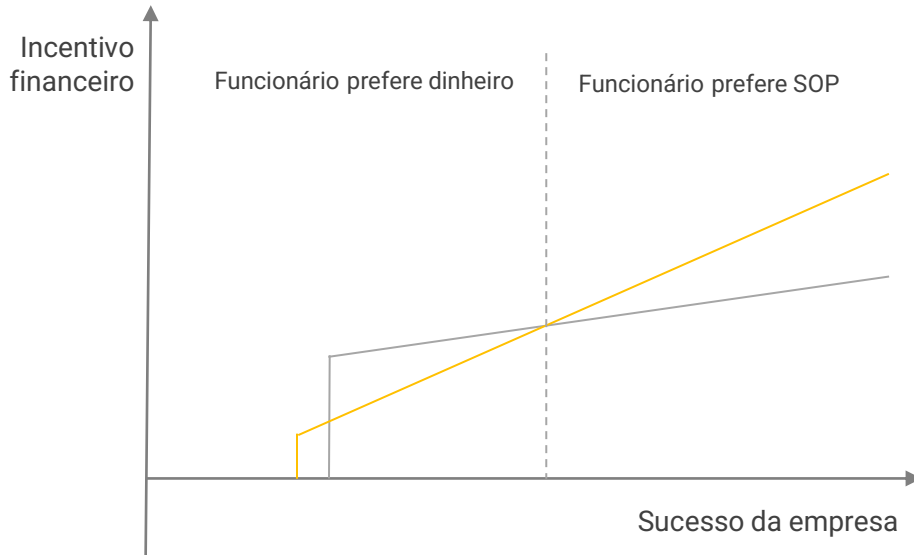 Incentivo
financeiro
Funcionário prefere dinheiro
Funcionário prefere SOP
Sucesso da empresa